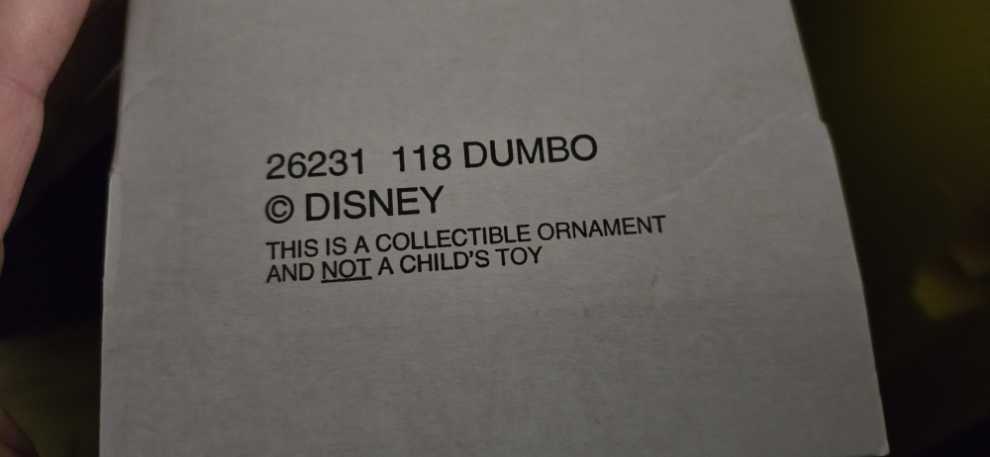 26231 118 DUMBO
© DISNEY
THIS IS A COLLECTIBLE ORNAMENT
AND NOT A CHILD'S TOY